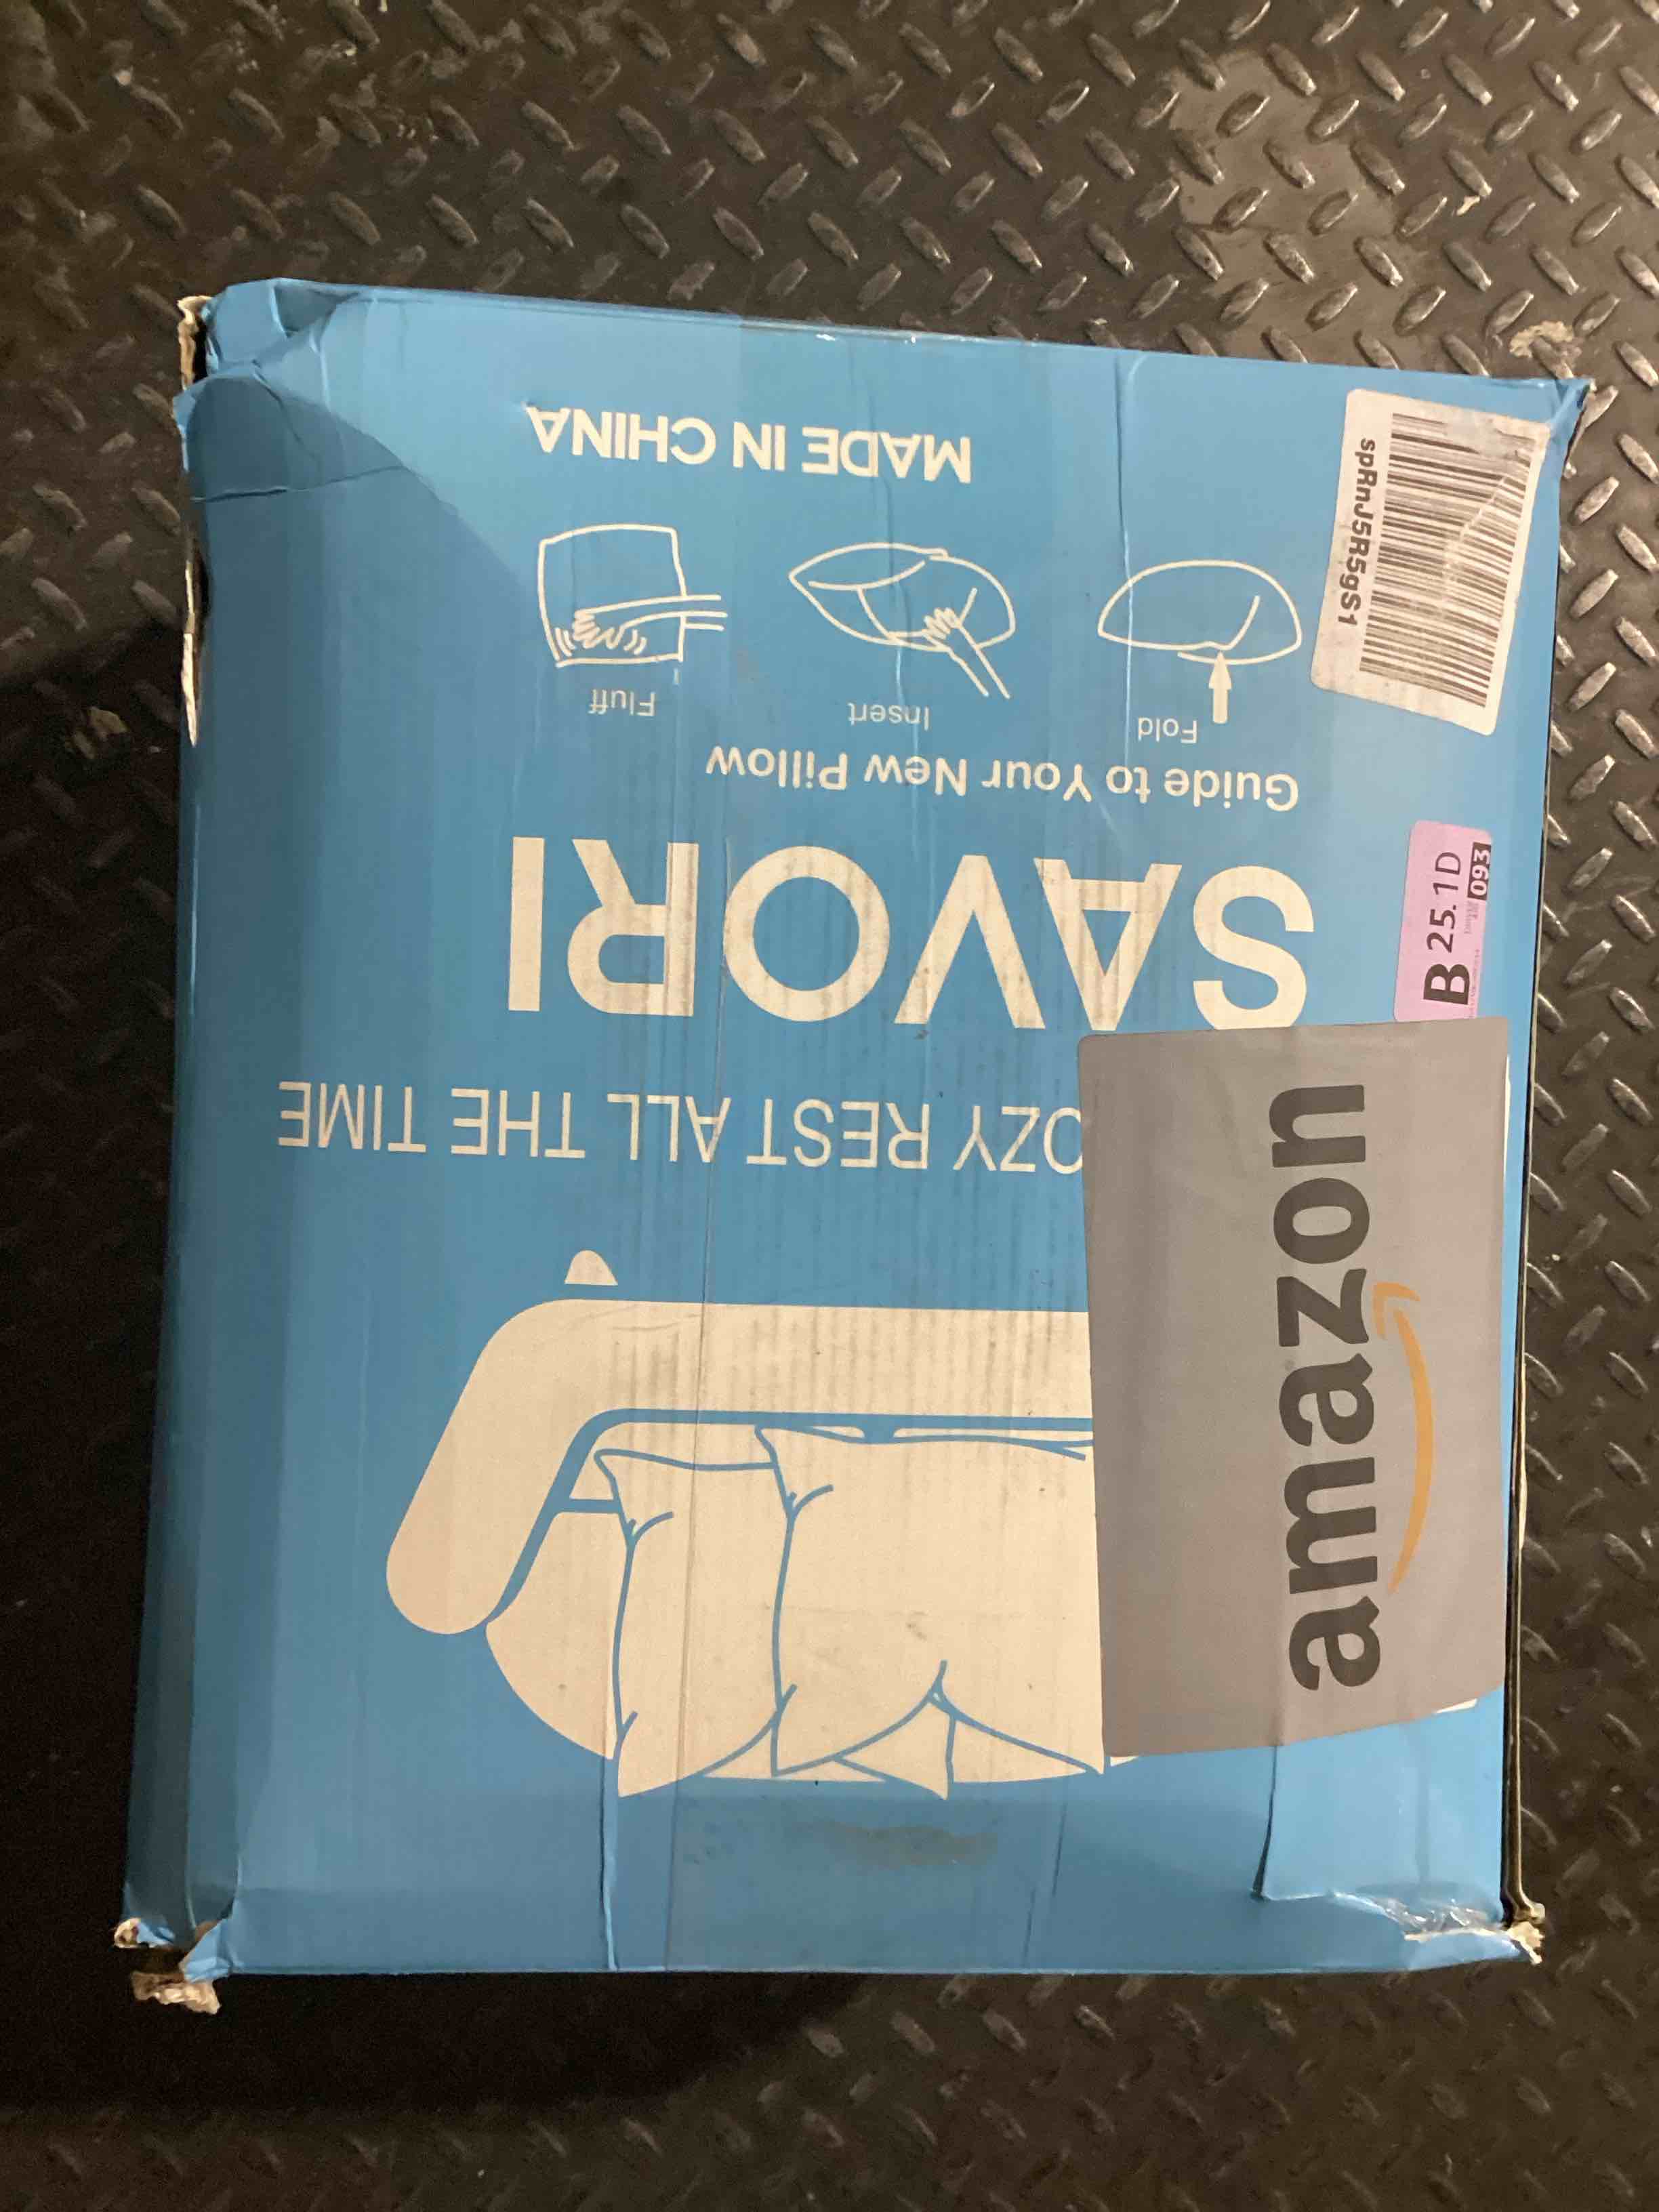 OZY REST ALL THE TIME
SAVORI
Guide to Your New Pillow
Fold
Insert
Fluff
MADE IN CHINA
amazon
B 25.1D
093
spRnJ5R5gS1